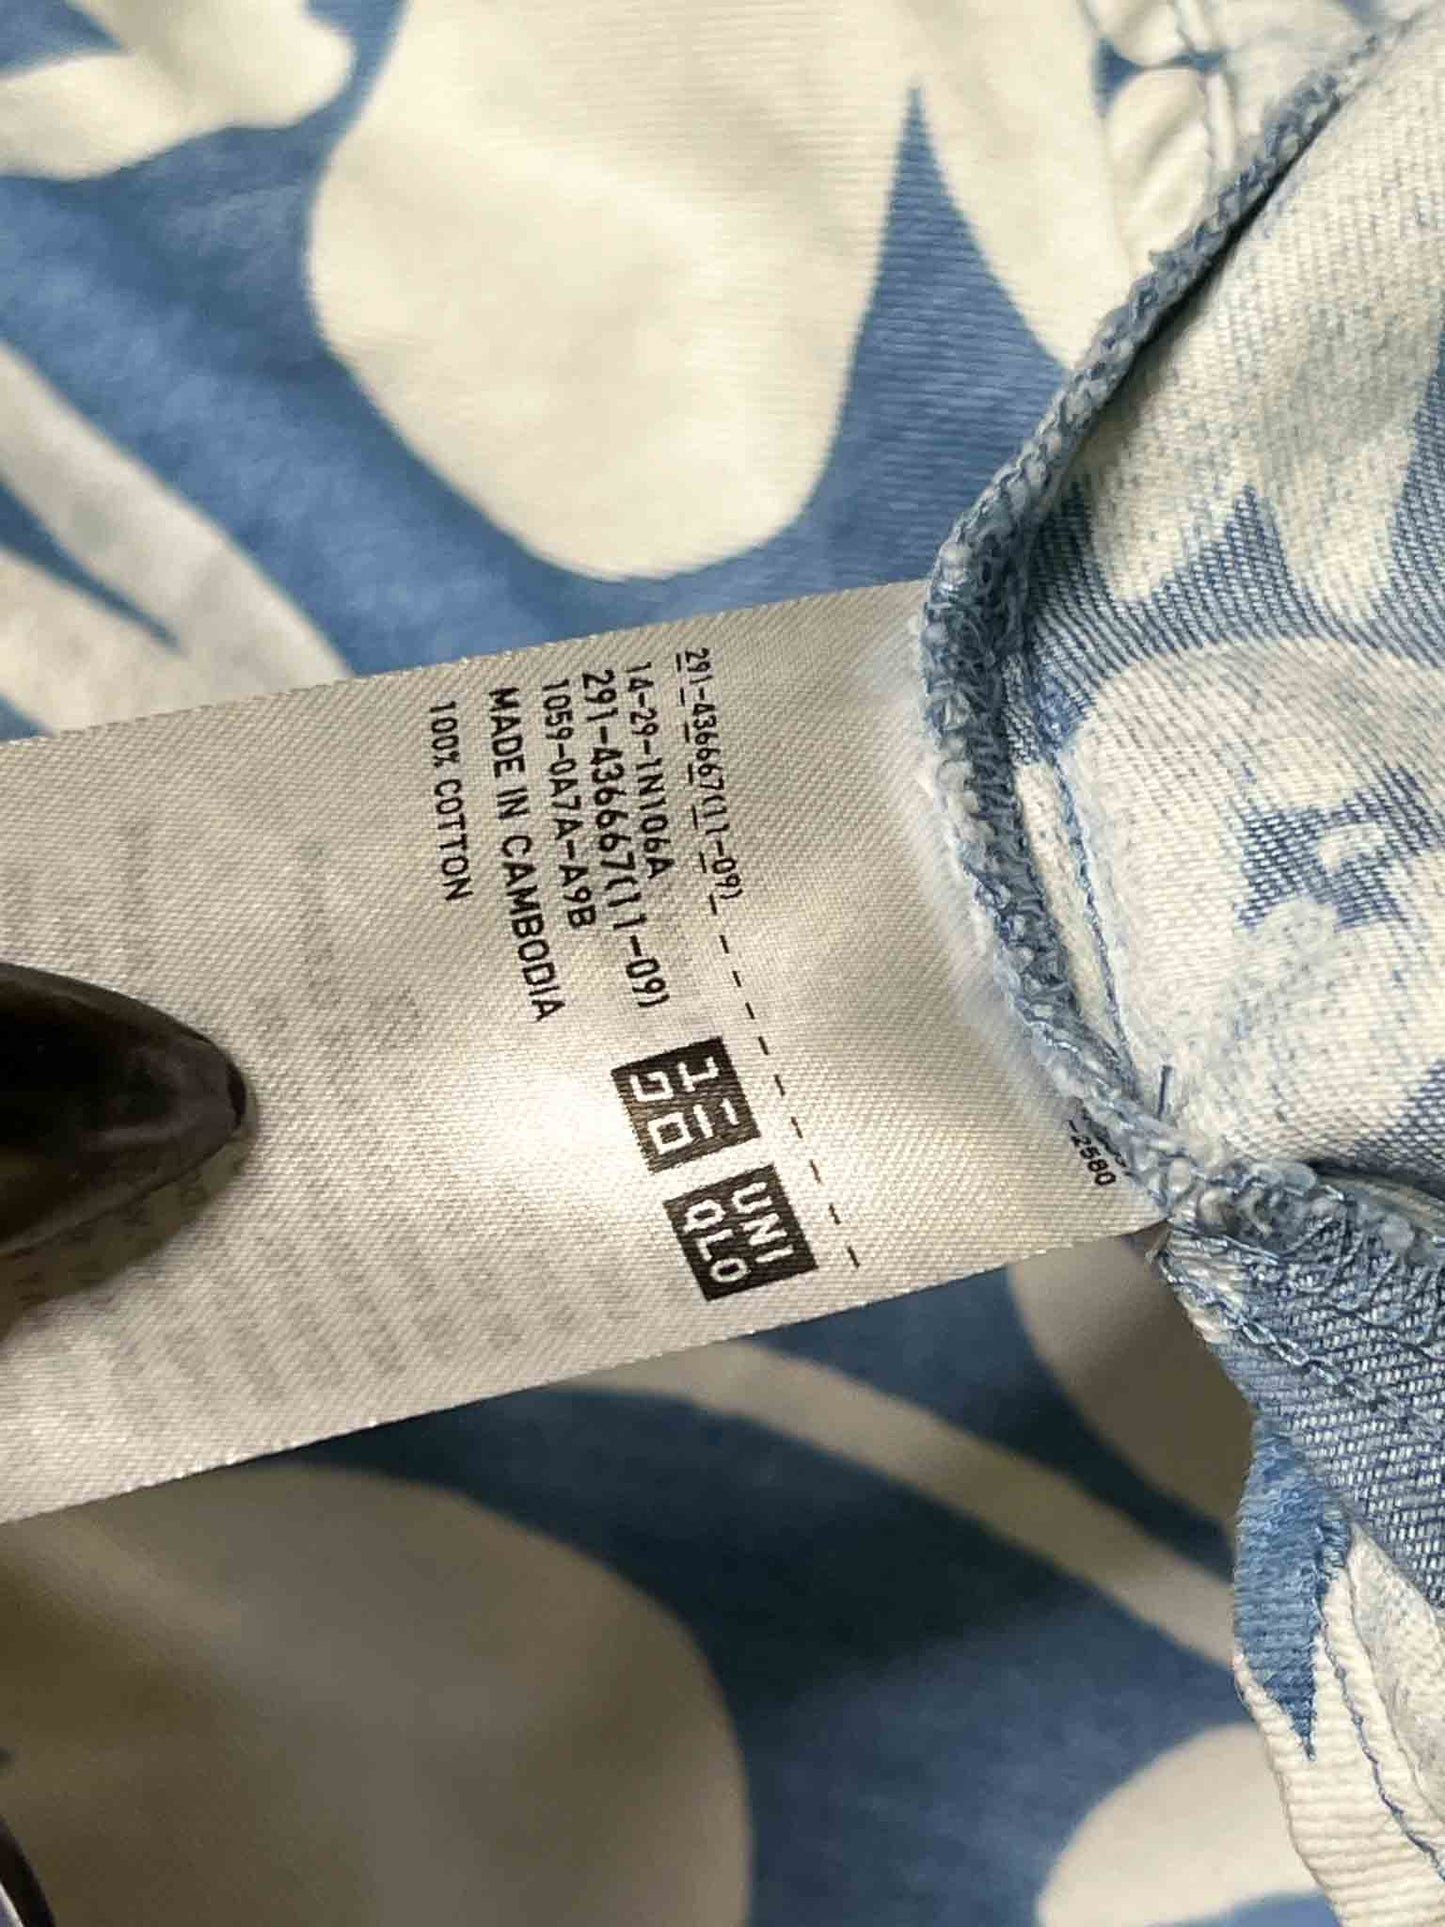 291-436667(11-09)
14-29-1N106A
291-436667(11-09)
1059-0A7A-A9B
MADE IN CAMBODIA
100% COTTON
ユニ
クロ
UNI
QLO
-2580